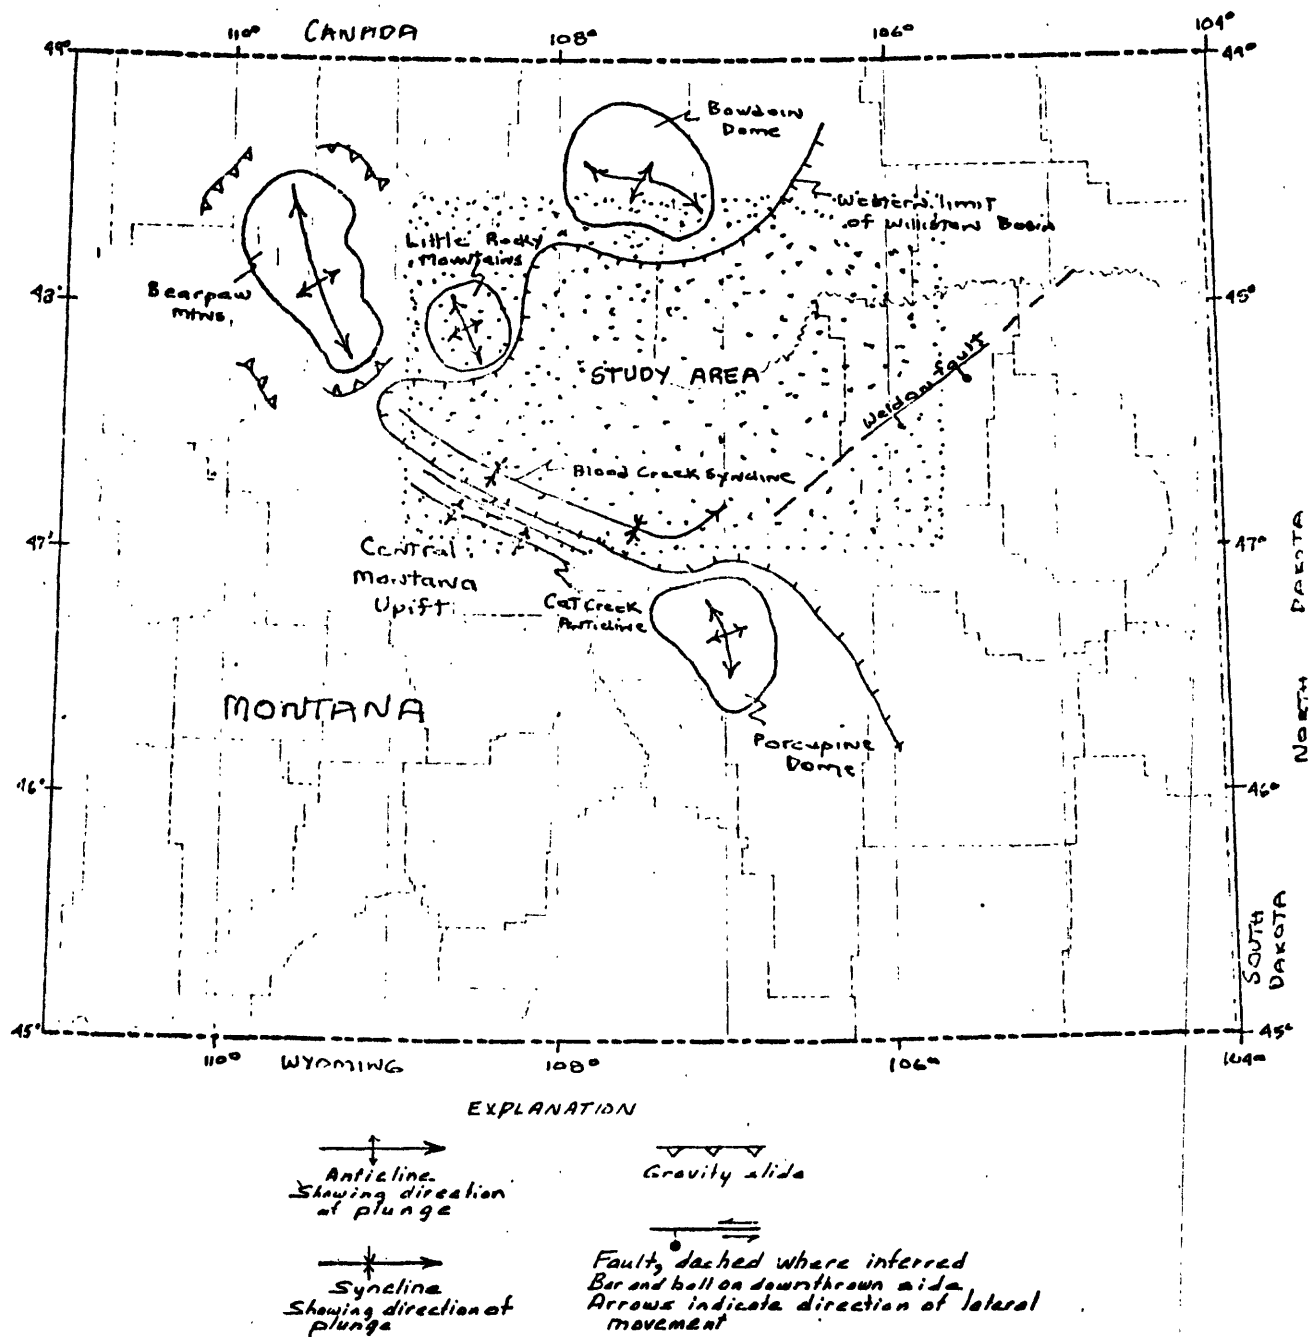 110°
CANADA
108°
106°
104°
49°
49°
Bowdoin
Dome
Western limit
of Williston Basin
Little Rocky
Mountains
Bearpaw
MTNS.
48°
45°
STUDY AREA
Weldon fault
Blood Creek Syncline
47°
47°
Central
Montana
Upift
Cat Creek
Anticline
MONTANA
Porcupine
Dome
46°
46°
NORTH DAKOTA
SOUTH
DAKOTA
45°
45°
110°
WYOMING
108°
106°
104°
EXPLANATION
Anticline
Showing direction
of plunge
Gravity slide
Syncline
Showing direction of
plunge
Fault, dashed where inferred
Bar and ball on downthrown side
Arrows indicate direction of lateral
movement